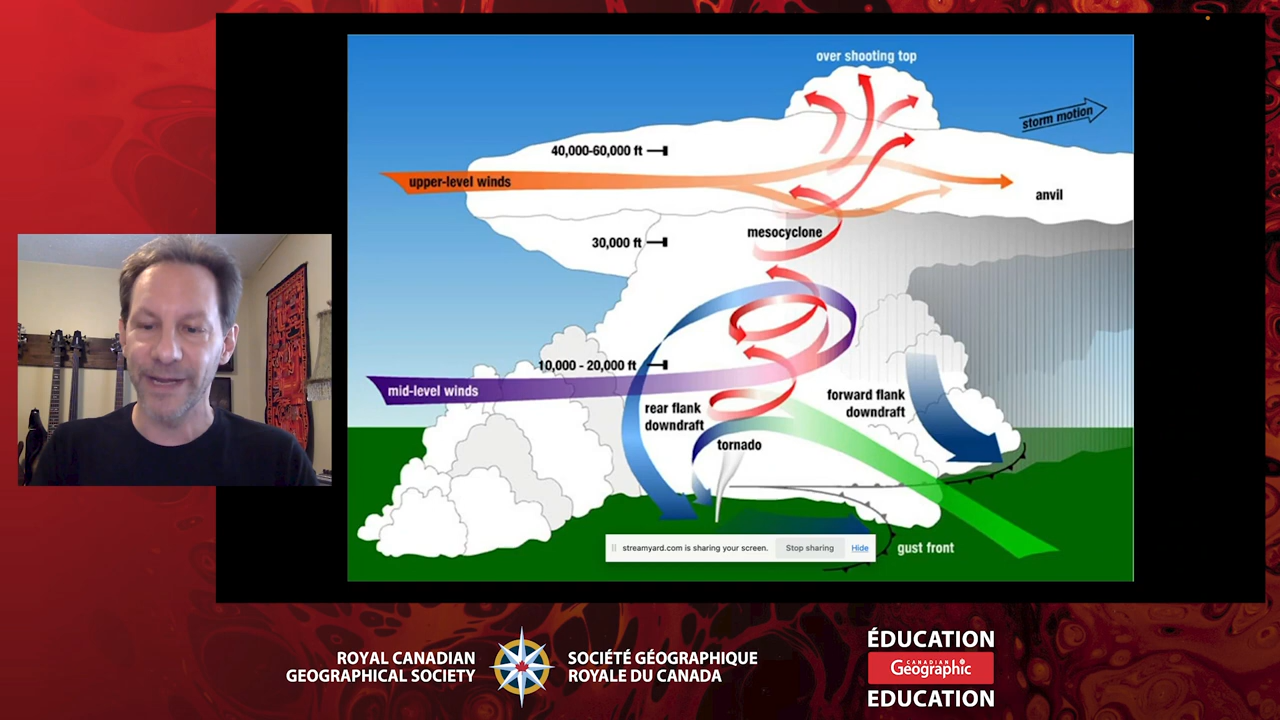 over shooting top
storm motion
40,000-60,000 ft
upper-level winds
anvil
mesocyclone
30,000 ft
10,000 - 20,000 ft
mid-level winds
rear flank
downdraft
forward flank
downdraft
tornado
gust front
streamyard.com is sharing your screen.
Stop sharing
Hide
ROYAL CANADIAN
GEOGRAPHICAL SOCIETY
SOCIÉTÉ GÉOGRAPHIQUE
ROYALE DU CANADA
ÉDUCATION
CANADIAN
Geographic
EDUCATION